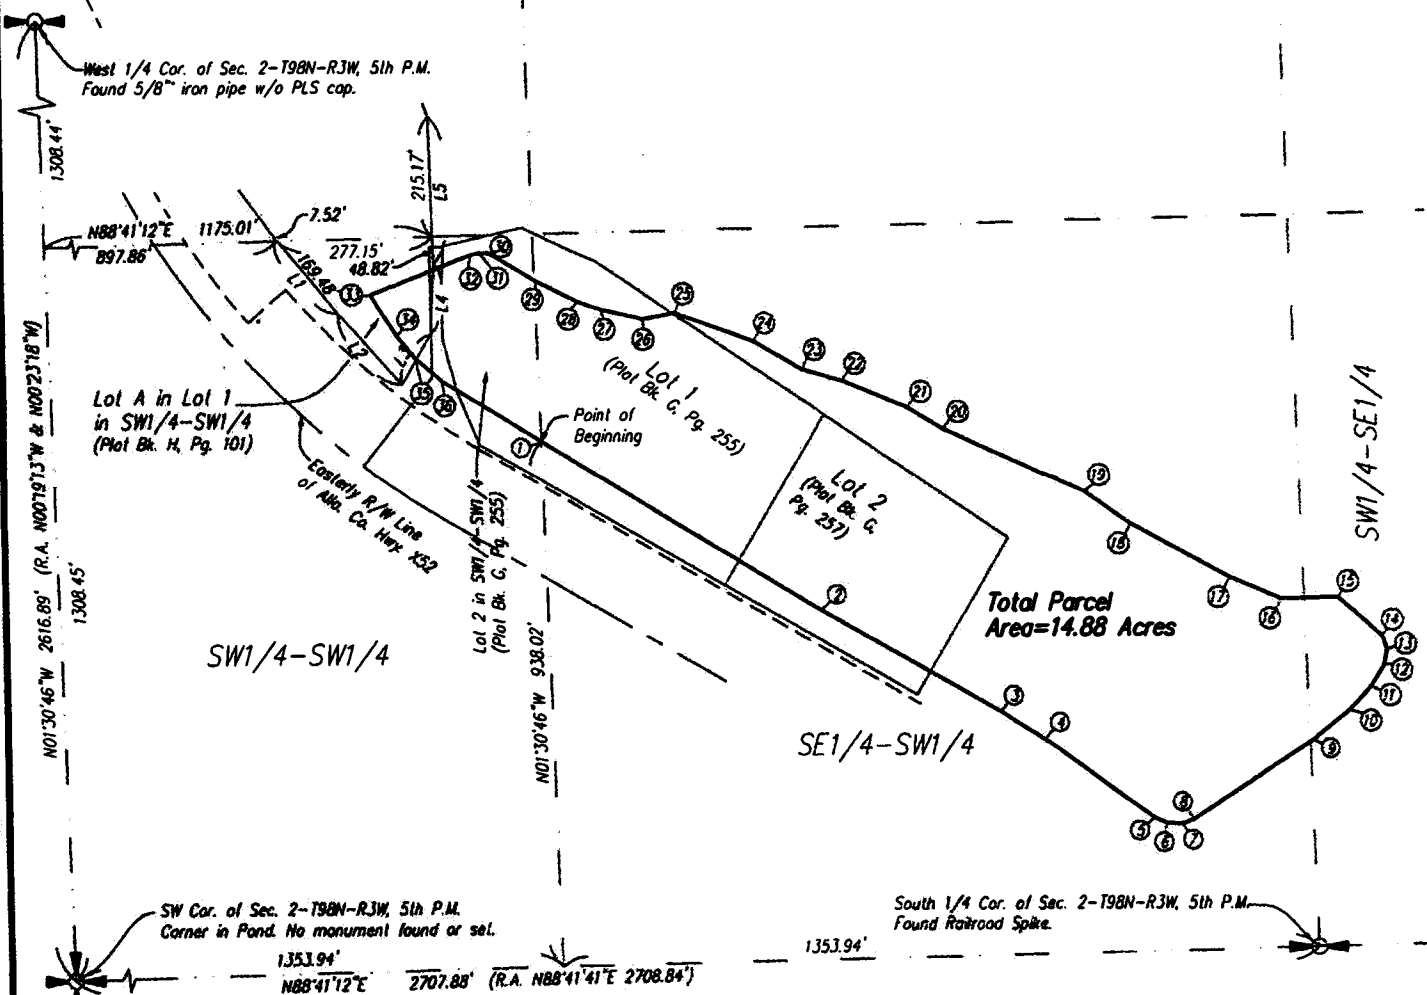 West 1/4 Cor. of Sec. 2-T98N-R3W, 5th P.M.
Found 5/8" iron pipe w/o PLS cap.
1308.44'
215.17'
L5
7.52'
N88°41'12"E 1175.01'
897.86'
277.15'
48.82'
169.48
L1
L2
L4
33
32
31
30
29
28
27
26
25
24
23
22
21
20
19
18
17
16
15
14
13
12
11
10
9
8
7
6
5
4
3
2
1
34
35
36
Lot 1
(Plat Bk. G, Pg. 255)
Lot A in Lot 1
in SW1/4-SW1/4
(Plat Bk. H, Pg. 101)
Point of
Beginning
Lot 2
(Plat Bk. G,
Pg. 257)
Easterly R/W Line
of Alla. Co. Hwy. X52
Lot 2 in SW1/4-SW1/4
(Plat Bk. G, Pg. 255)
SW1/4-SE1/4
Total Parcel
Area=14.88 Acres
N01°30'46"W 2616.89' (R.A. N00°19'13"W & N00°23'18"W)
1308.45'
SW1/4-SW1/4
N01°30'46"W 938.02'
SE1/4-SW1/4
SW Cor. of Sec. 2-T98N-R3W, 5th P.M.
Corner in Pond. No monument found or set.
South 1/4 Cor. of Sec. 2-T98N-R3W, 5th P.M.
Found Railroad Spike.
1353.94'
1353.94'
N88°41'12"E 2707.88' (R.A. N88°41'41"E 2708.84')